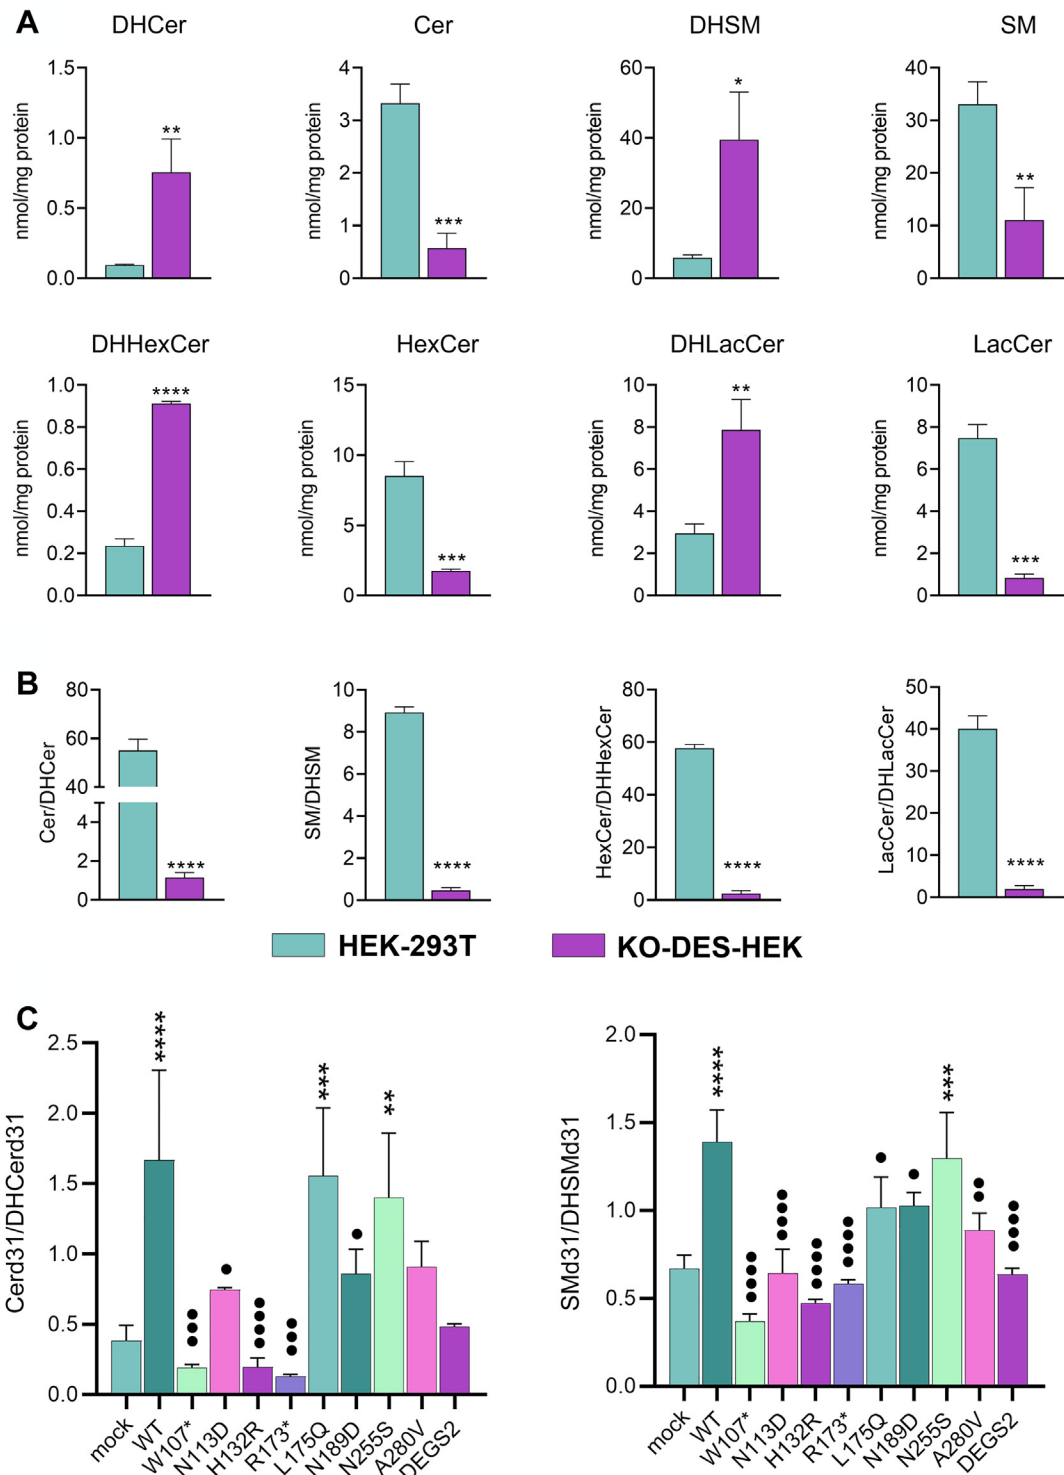 A
DHCer
Cer
DHSM
SM
nmol/mg protein
1.5
1.0
0.5
0.0
**
nmol/mg protein
4
3
2
1
0
***
nmol/mg protein
60
40
20
0
*
nmol/mg protein
40
30
20
10
0
**
DHHexCer
HexCer
DHLacCer
LacCer
nmol/mg protein
1.0
0.8
0.6
0.4
0.2
0.0
****
nmol/mg protein
15
10
5
0
***
nmol/mg protein
10
8
6
4
2
0
**
nmol/mg protein
10
8
6
4
2
0
***
B
Cer/DHCer
80
60
40
4
2
0
****
SM/DHSM
10
8
6
4
2
0
****
HexCer/DHHexCer
80
60
40
20
0
****
LacCer/DHLacCer
50
40
30
20
10
0
****
HEK-293T
KO-DES-HEK
C
Cerd31/DHCerd31
2.5
2.0
1.5
1.0
0.5
0.0
****
●●●
●
●●●●
●●●
***
●
**
mock
WT
W107*
N113D
H132R
R173*
L175Q
N189D
N255S
A280V
DEGS2
SMd31/DHSMd31
2.0
1.5
1.0
0.5
0.0
****
●●●●
●●●●
●●●●
●●●●
●
●
***
●●
●●●●
mock
WT
W107*
N113D
H132R
R173*
L175Q
N189D
N255S
A280V
DEGS2